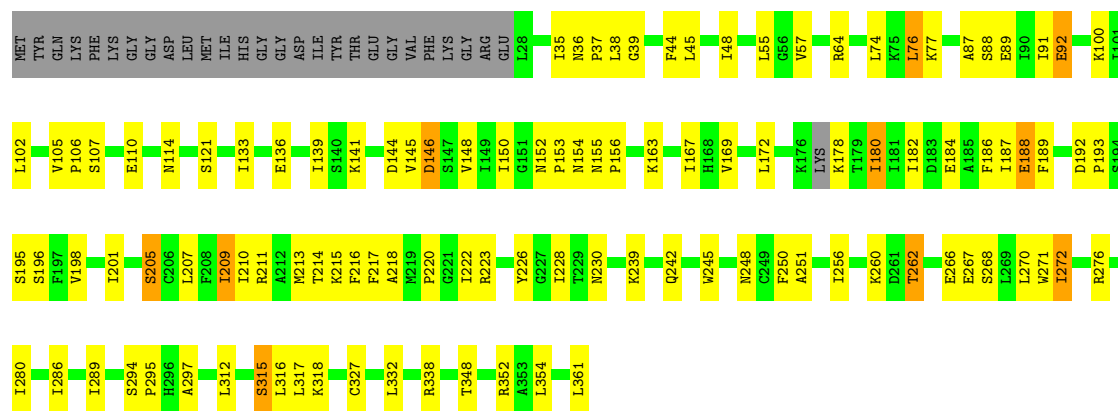 MET TYR GLN LYS PHE LYS GLY GLY ASP LEU MET ILE HIS GLY GLY ASP ILE TYR THR GLU GLY VAL PHE LYS GLY ARG GLU L28 I35 N36 P37 L38 G39 F44 L45 I48 L55 G56 V57 R64 L74 K75 L76 K77 A87 S88 E89 I90 I91 E92 K100 I101
L102 V105 P106 S107 E110 N114 S121 I133 E136 I139 S140 K141 D144 V145 D146 S147 V148 I149 I150 G151 N152 P153 N154 N155 P156 K163 I167 H168 V169 L172 K176 LYS K178 T179 I180 I181 I182 D183 E184 A185 F186 I187 E188 F189 D192 P193 S194
S195 S196 F197 V198 I201 S205 C206 L207 F208 I209 I210 R211 A212 M213 T214 K215 F216 F217 A218 M219 P220 G221 I222 R223 Y226 G227 I228 T229 N230 K239 Q242 W245 N248 C249 F250 A251 I256 K260 D261 T262 E266 E267 S268 L269 L270 W271 I272 R276
I280 I286 I289 S294 P295 H296 A297 L312 S315 L316 L317 K318 C327 L332 R338 T348 R352 A353 L354 L361